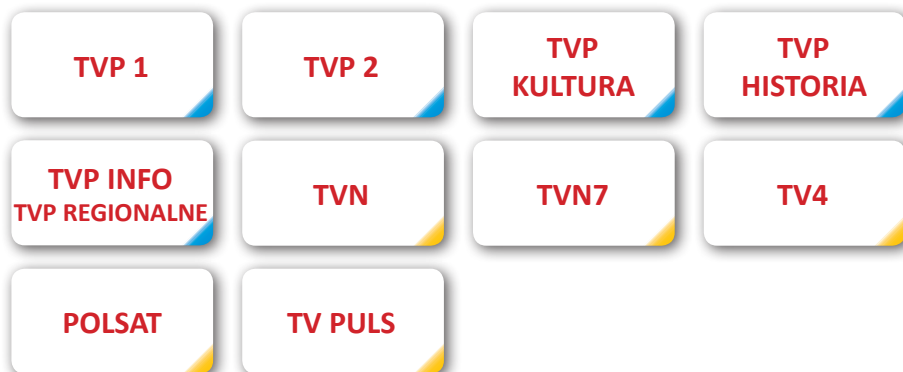 TVP 1
TVP 2
TVP
KULTURA
TVP
HISTORIA
TVP INFO
TVP REGIONALNE
TVN
TVN7
TV4
POLSAT
TV PULS